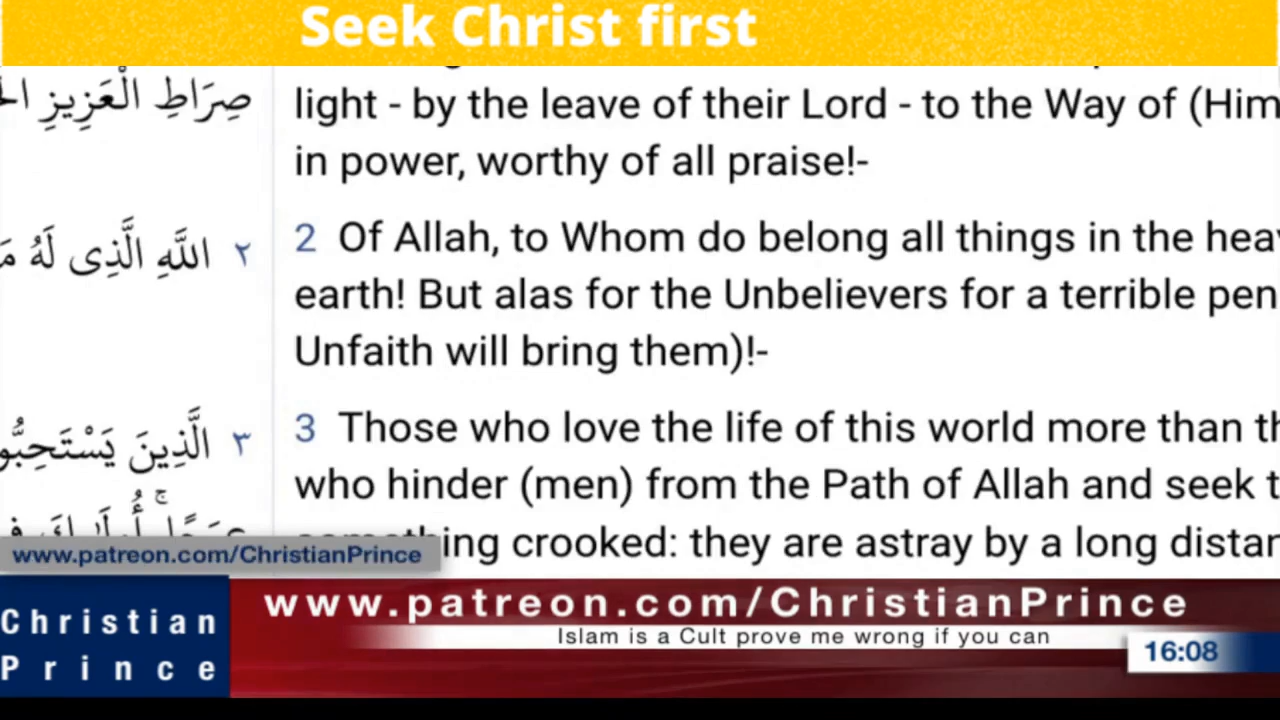 Seek Christ first
صِرَاطِ الْعَزِيزِ
light - by the leave of their Lord - to the Way of (Him
in power, worthy of all praise!-
٢ اللَّهِ الَّذِى لَهُ
2 Of Allah, to Whom do belong all things in the hea
earth! But alas for the Unbelievers for a terrible pen
Unfaith will bring them)!-
٣ الَّذِينَ
3 Those who love the life of this world more than th
who hinder (men) from the Path of Allah and seek t
something crooked: they are astray by a long distan
www.patreon.com/ChristianPrince
Christian
Prince
www.patreon.com/ChristianPrince
Islam is a Cult prove me wrong if you can
16:08